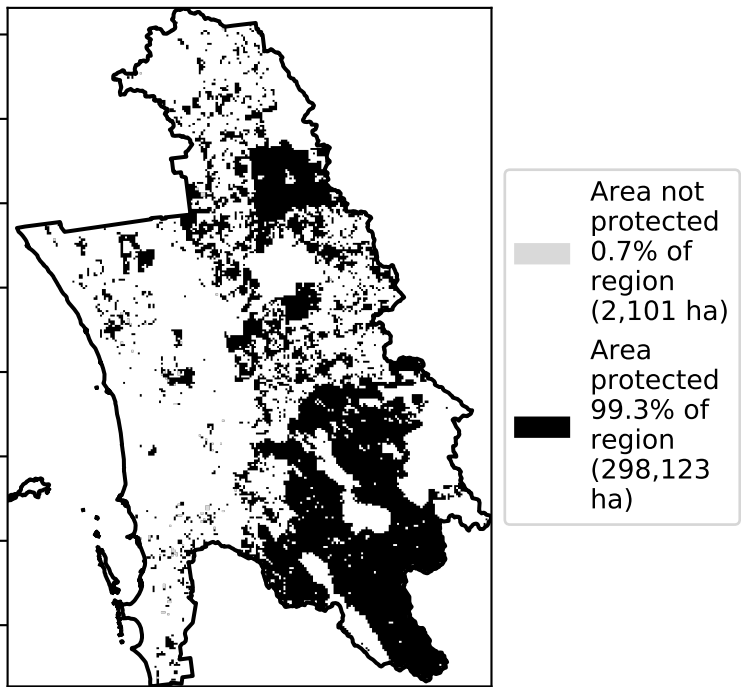 Area not
protected
0.7% of
region
(2,101 ha)
Area
protected
99.3% of
region
(298,123
ha)